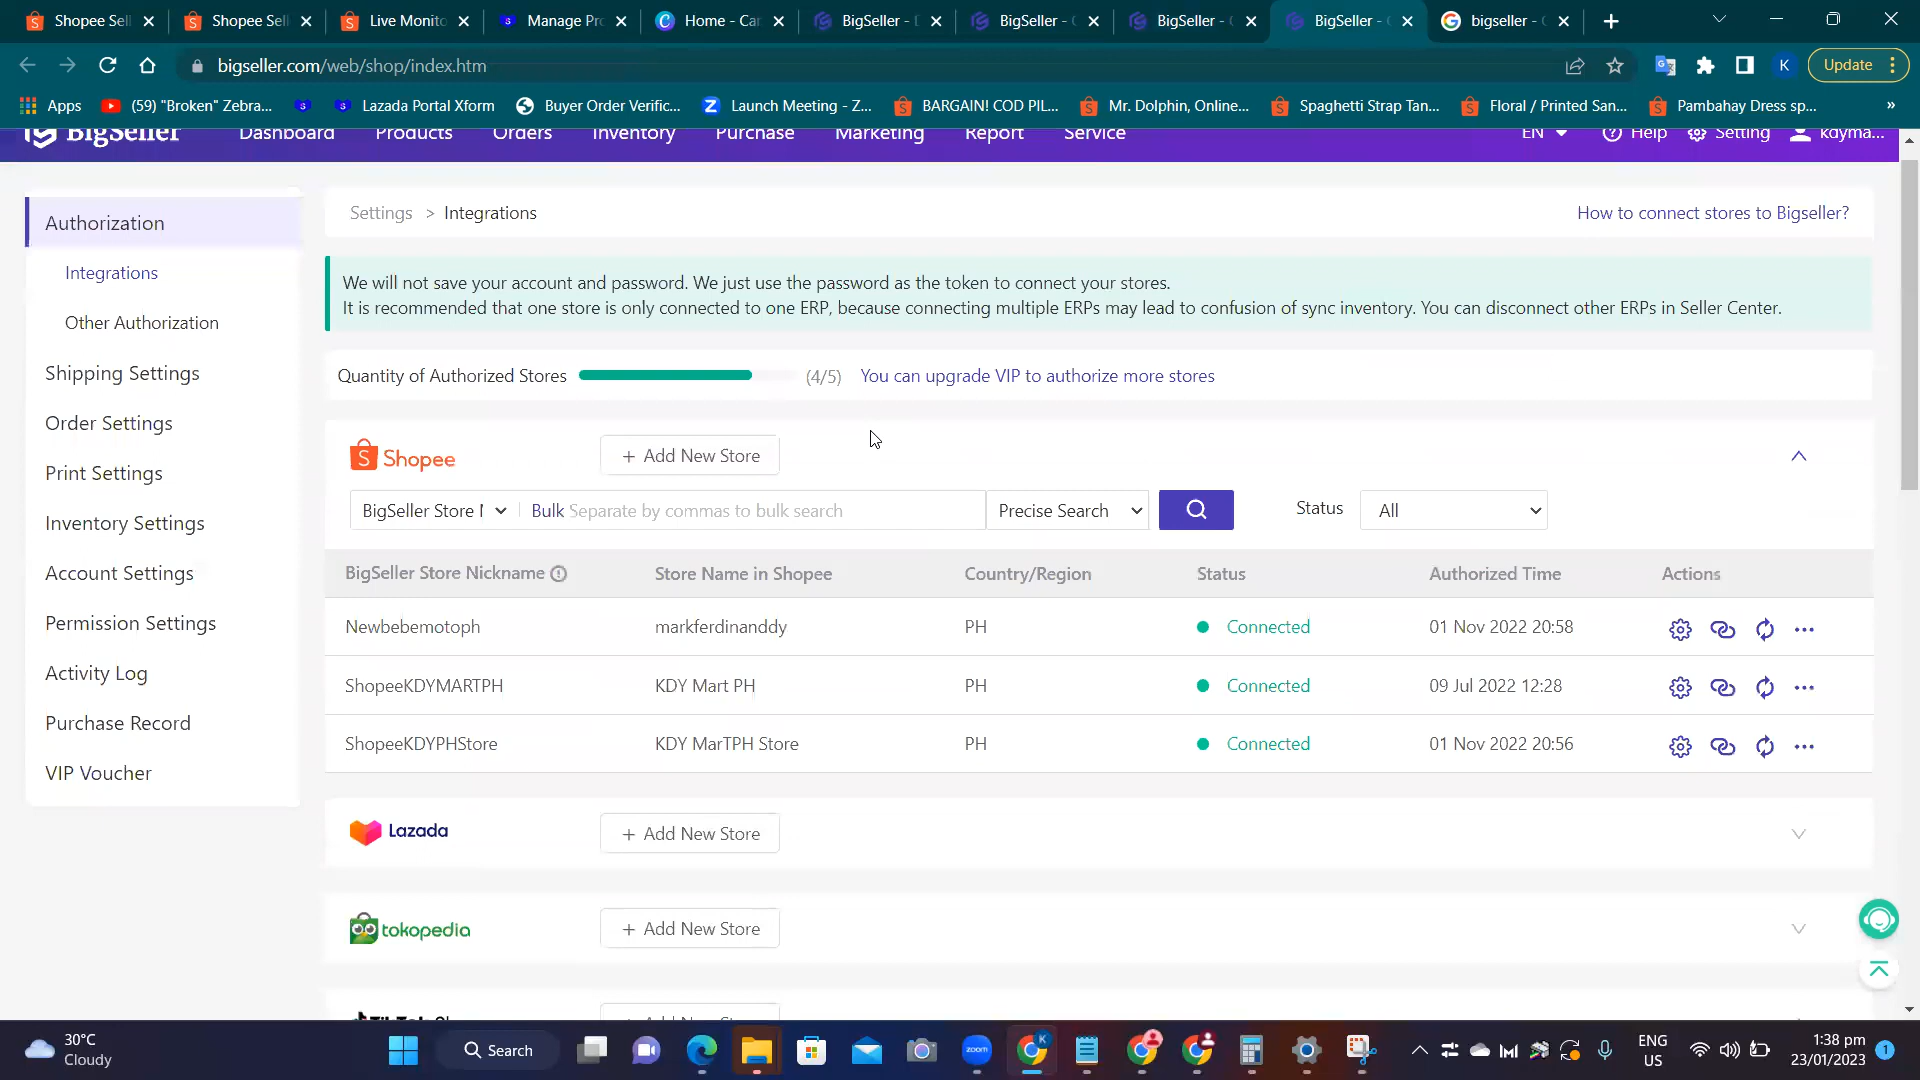 Shopee Sell
Shopee Sell
Live Monito
Manage Pro
Home - Can
BigSeller -
BigSeller -
BigSeller -
BigSeller -
bigseller -
bigseller.com/web/shop/index.htm
K
Update
Apps
(59) "Broken" Zebra...
Lazada Portal Xform
Buyer Order Verific...
Launch Meeting - Z...
BARGAIN! COD PIL...
Mr. Dolphin, Online...
Spaghetti Strap Tan...
Floral / Printed San...
Pambahay Dress sp...
»
BigSeller
Dashboard
Products
Orders
Inventory
Purchase
Marketing
Report
Service
EN
Help
Setting
kdyma...
Authorization
Integrations
Other Authorization
Shipping Settings
Order Settings
Print Settings
Inventory Settings
Account Settings
Permission Settings
Activity Log
Purchase Record
VIP Voucher
Settings > Integrations
How to connect stores to Bigseller?
We will not save your account and password. We just use the password as the token to connect your stores.
It is recommended that one store is only connected to one ERP, because connecting multiple ERPs may lead to confusion of sync inventory. You can disconnect other ERPs in Seller Center.
Quantity of Authorized Stores (4/5) You can upgrade VIP to authorize more stores
Shopee
+ Add New Store
BigSeller Store
Bulk Separate by commas to bulk search
Precise Search
Status
All
BigSeller Store Nickname Store Name in Shopee Country/Region Status Authorized Time Actions
Newbebemotoph markferdinanddy PH Connected 01 Nov 2022 20:58
ShopeeKDYMARTPH KDY Mart PH PH Connected 09 Jul 2022 12:28
ShopeeKDYPHStore KDY MarTPH Store PH Connected 01 Nov 2022 20:56
Lazada
+ Add New Store
tokopedia
+ Add New Store
30°C
Cloudy
Search
zoom
K
ENG
US
1:38 pm
23/01/2023
1